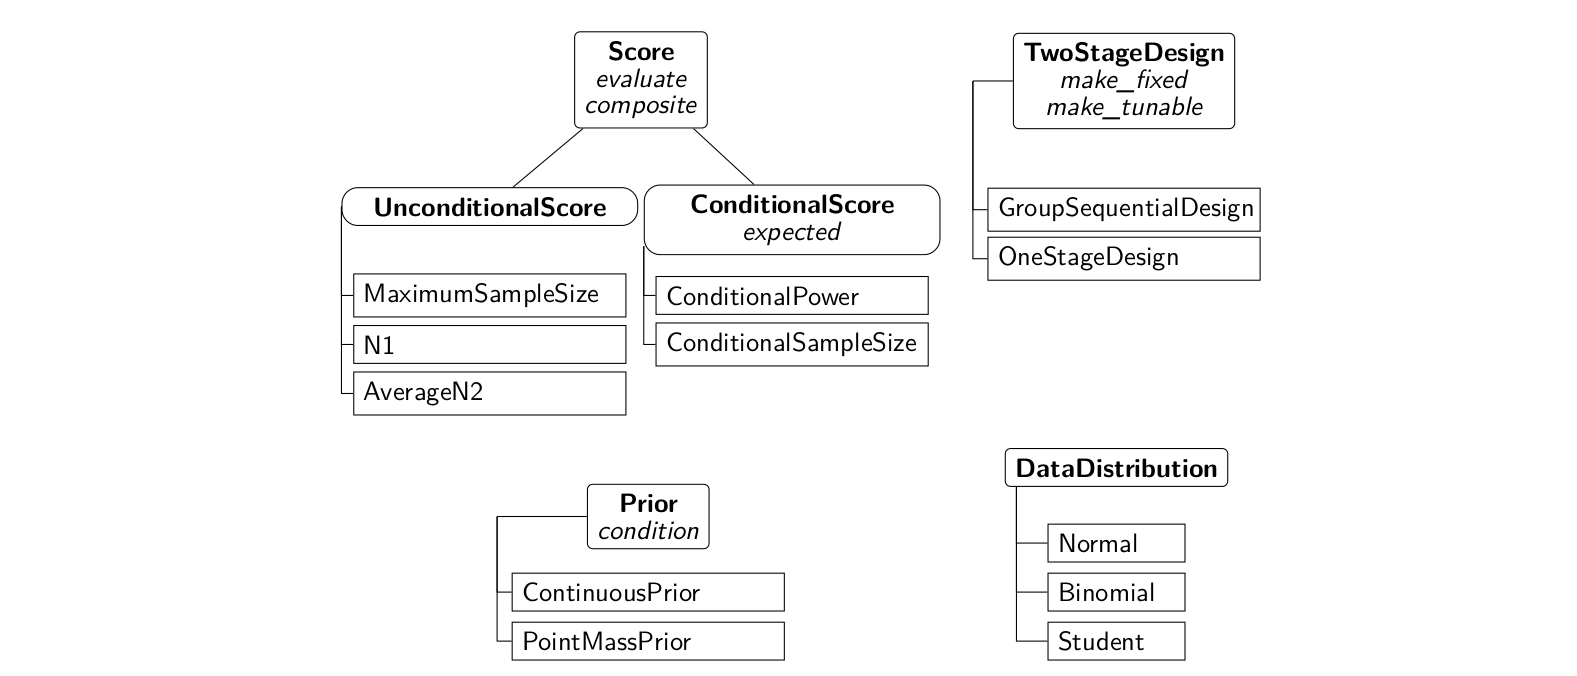 Score
evaluate
composite
TwoStageDesign
make_fixed
make_tunable
UnconditionalScore
ConditionalScore
expected
GroupSequentialDesign
OneStageDesign
MaximumSampleSize
N1
AverageN2
ConditionalPower
ConditionalSampleSize
Prior
condition
ContinuousPrior
PointMassPrior
DataDistribution
Normal
Binomial
Student